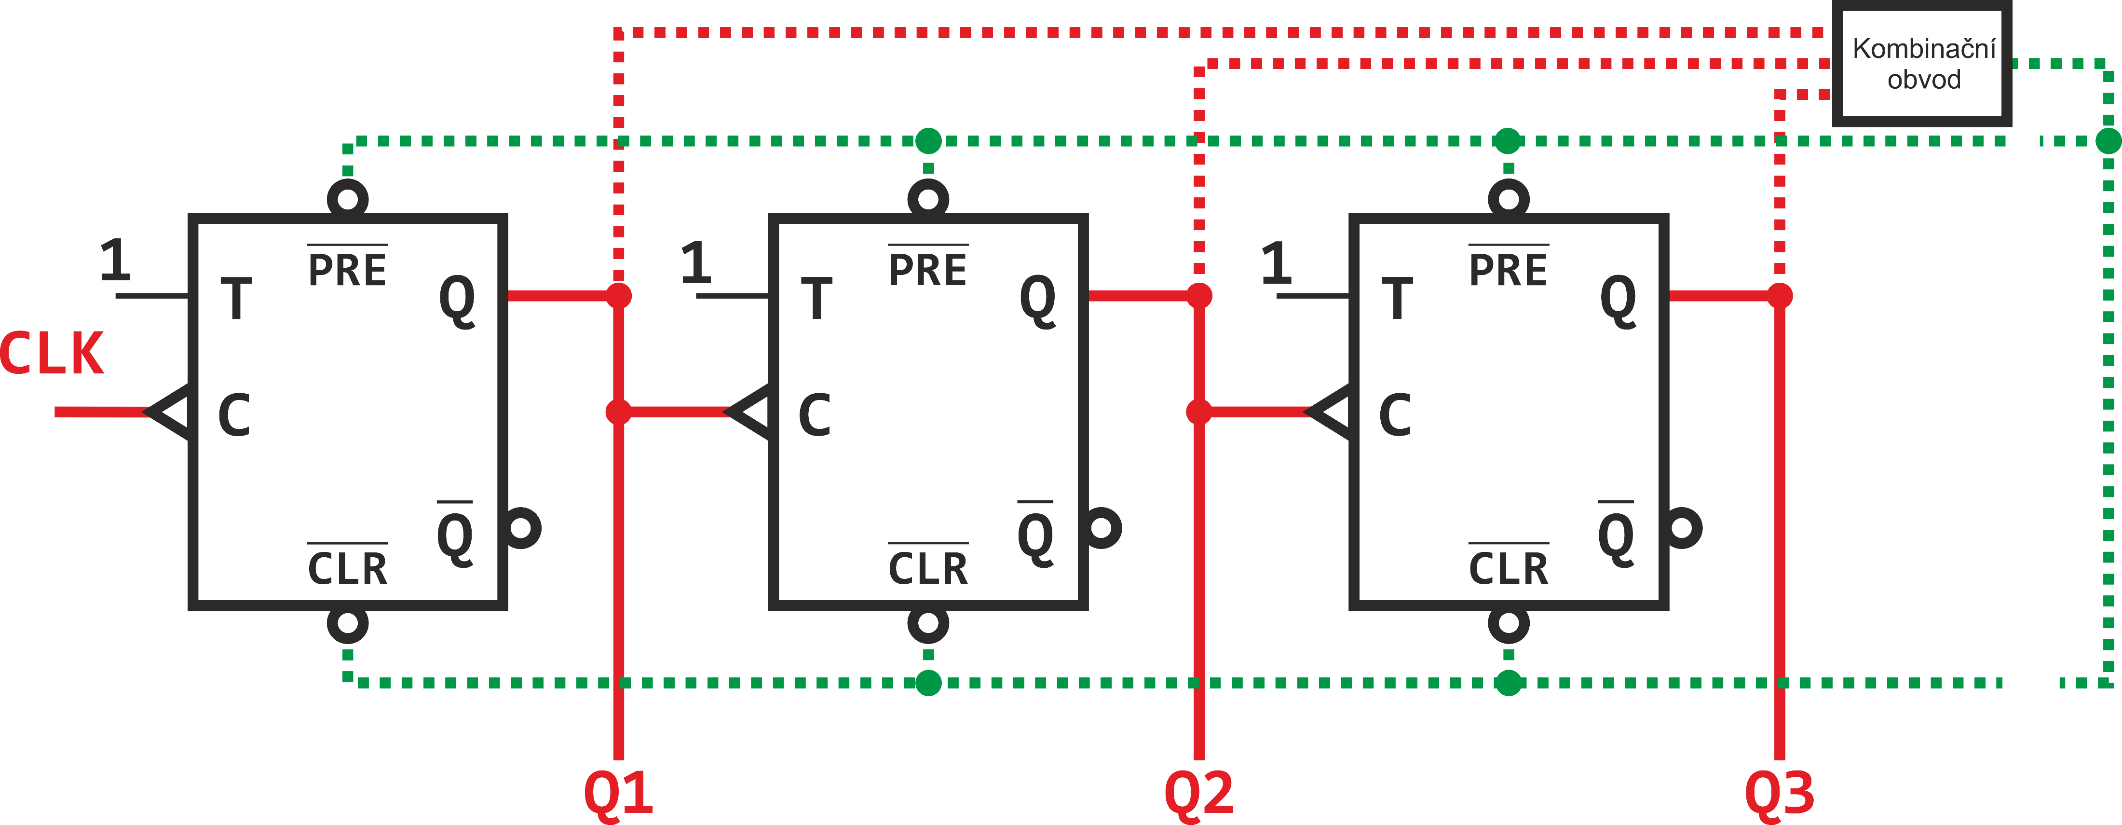 Kombinační
obvod
1
T
PRE
Q
CLK
C
CLR
Q
1
T
PRE
Q
C
CLR
Q
1
T
PRE
Q
C
CLR
Q
Q1
Q2
Q3